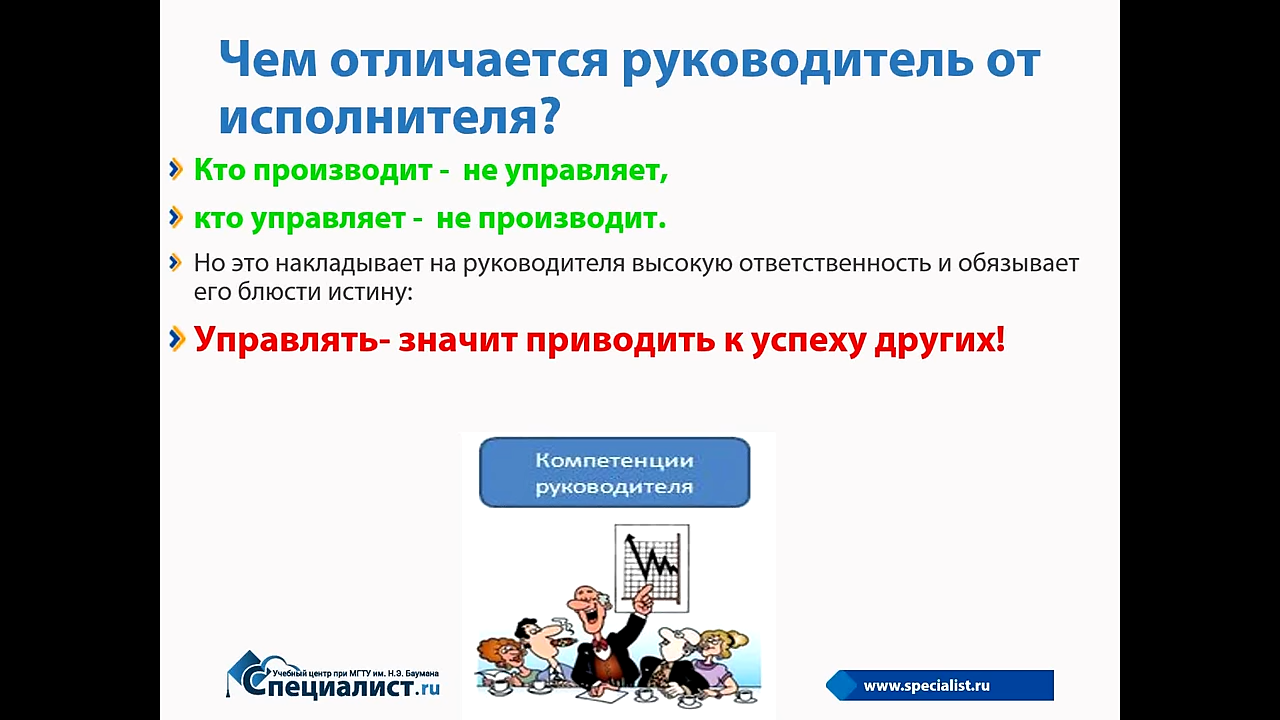 Чем отличается руководитель от
исполнителя?
Кто производит - не управляет,
кто управляет - не производит.
Но это накладывает на руководителя высокую ответственность и обязывает
его блюсти истину:
Управлять- значит приводить к успеху других!
Компетенции
руководителя
Учебный центр при МГТУ им. Н.Э. Баумана
Специалист.ru
www.specialist.ru